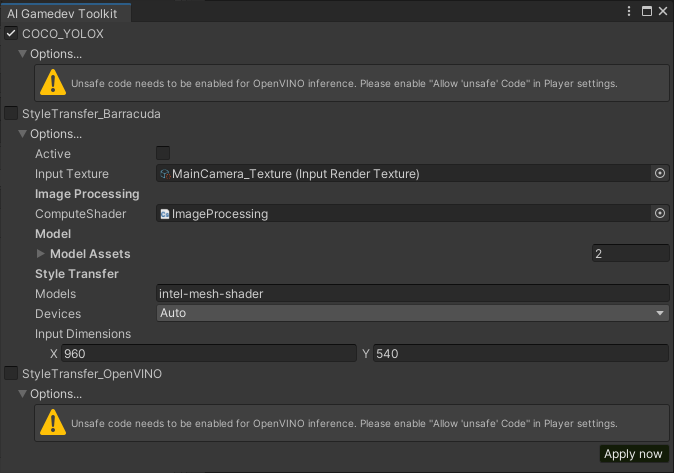 AI Gamedev Toolkit
COCO_YOLOX
Options...
Unsafe code needs to be enabled for OpenVINO inference. Please enable "Allow 'unsafe' Code" in Player settings.
StyleTransfer_Barracuda
Options...
Active
Input Texture MainCamera_Texture (Input Render Texture)
Image Processing
ComputeShader ImageProcessing
Model
Model Assets 2
Style Transfer
Models intel-mesh-shader
Devices Auto
Input Dimensions
X 960 Y 540
StyleTransfer_OpenVINO
Options...
Unsafe code needs to be enabled for OpenVINO inference. Please enable "Allow 'unsafe' Code" in Player settings.
Apply now